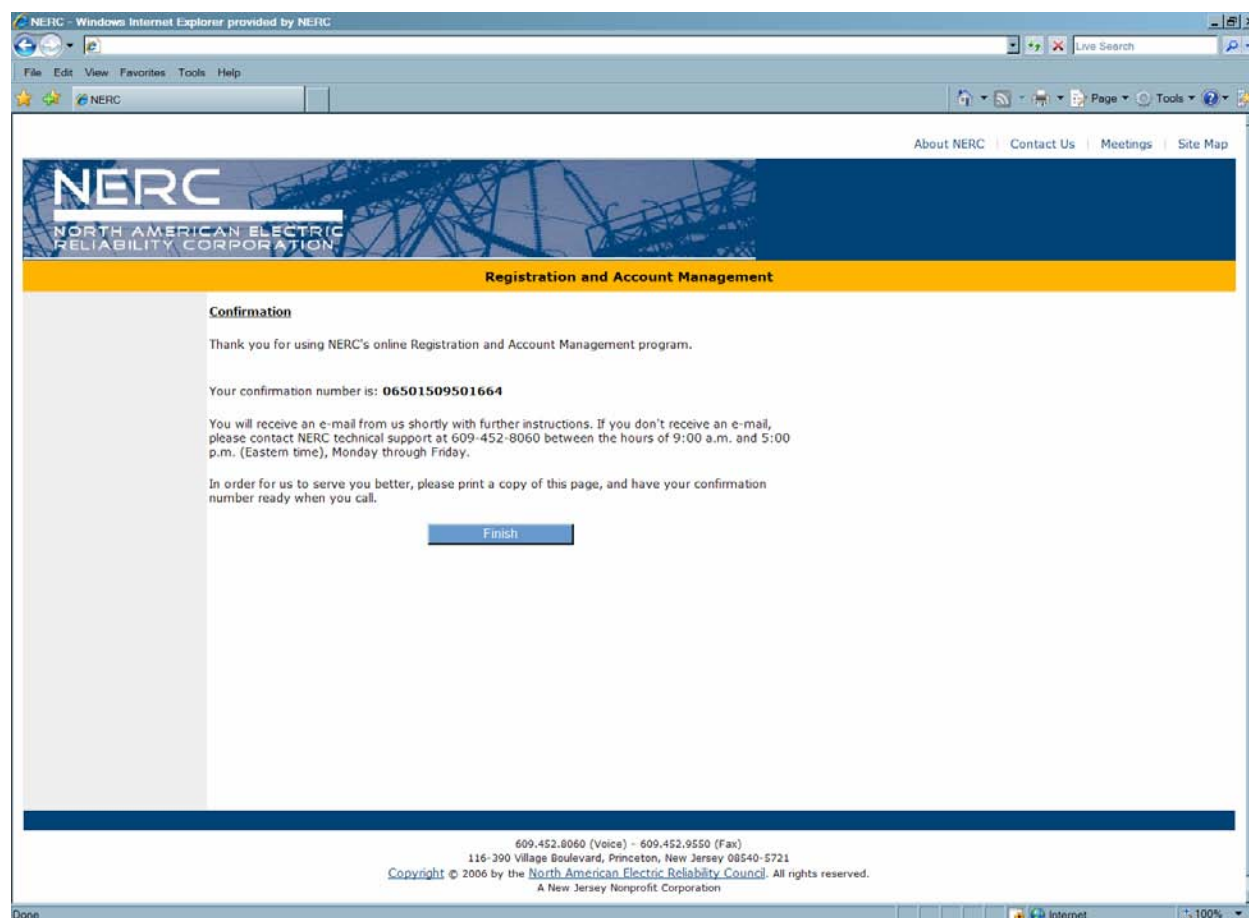 NERC - Windows Internet Explorer provided by NERC
Live Search
File Edit View Favorites Tools Help
NERC
Page Tools
About NERC | Contact Us | Meetings | Site Map
NERC
NORTH AMERICAN ELECTRIC
RELIABILITY CORPORATION
Registration and Account Management
Confirmation
Thank you for using NERC's online Registration and Account Management program.
Your confirmation number is: 06501509501664
You will receive an e-mail from us shortly with further instructions. If you don't receive an e-mail,
please contact NERC technical support at 609-452-8060 between the hours of 9:00 a.m. and 5:00
p.m. (Eastern time), Monday through Friday.
In order for us to serve you better, please print a copy of this page, and have your confirmation
number ready when you call.
Finish
609.452.8060 (Voice) - 609.452.9550 (Fax)
116-390 Village Boulevard, Princeton, New Jersey 08540-5721
Copyright © 2006 by the North American Electric Reliability Council. All rights reserved.
A New Jersey Nonprofit Corporation
Done
Internet
100%